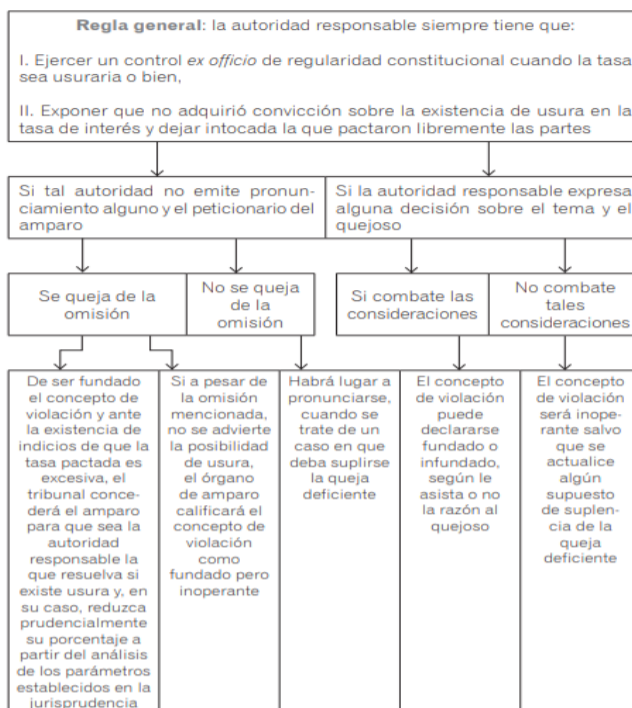 Regla general: la autoridad responsable siempre tiene que:
I. Ejercer un control ex officio de regularidad constitucional cuando la tasa
sea usuraria o bien,
II. Exponer que no adquirió convicción sobre la existencia de usura en la
tasa de interés y dejar intocada la que pactaron libremente las partes
Si tal autoridad no emite pronun-
ciamiento alguno y el peticionario del
amparo
Si la autoridad responsable expresa
alguna decisión sobre el tema y el
quejoso
Se queja de la
omisión
No se queja
de la
omisión
Si combate las
consideraciones
No combate
tales
consideraciones
De ser fundado
el concepto de
violación y ante
la existencia de
indicios de que la
tasa pactada es
excesiva, el
tribunal conce-
derá el amparo
para que sea la
autoridad
responsable la
que resuelva si
existe usura y, en
su caso, reduzca
prudencialmente
su porcentaje a
partir del análisis
de los parámetros
establecidos en la
jurisprudencia
Si a pesar de
la omisión
mencionada,
no se advierte la
posibilidad de
usura,
el órgano
de amparo
calificará el
concepto de
violación
como
fundado pero
inoperante
Habrá lugar a
pronunciarse,
cuando se
trate de un
caso en que
deba suplirse
la queja
deficiente
El concepto
de violación
puede
declararse
fundado o
infundado,
según le
asista o no
la razón al
quejoso
El concepto
de violación
será inope-
rante salvo
que se
actualice
algún
supuesto
de suplen-
cia de la
queja
deficiente